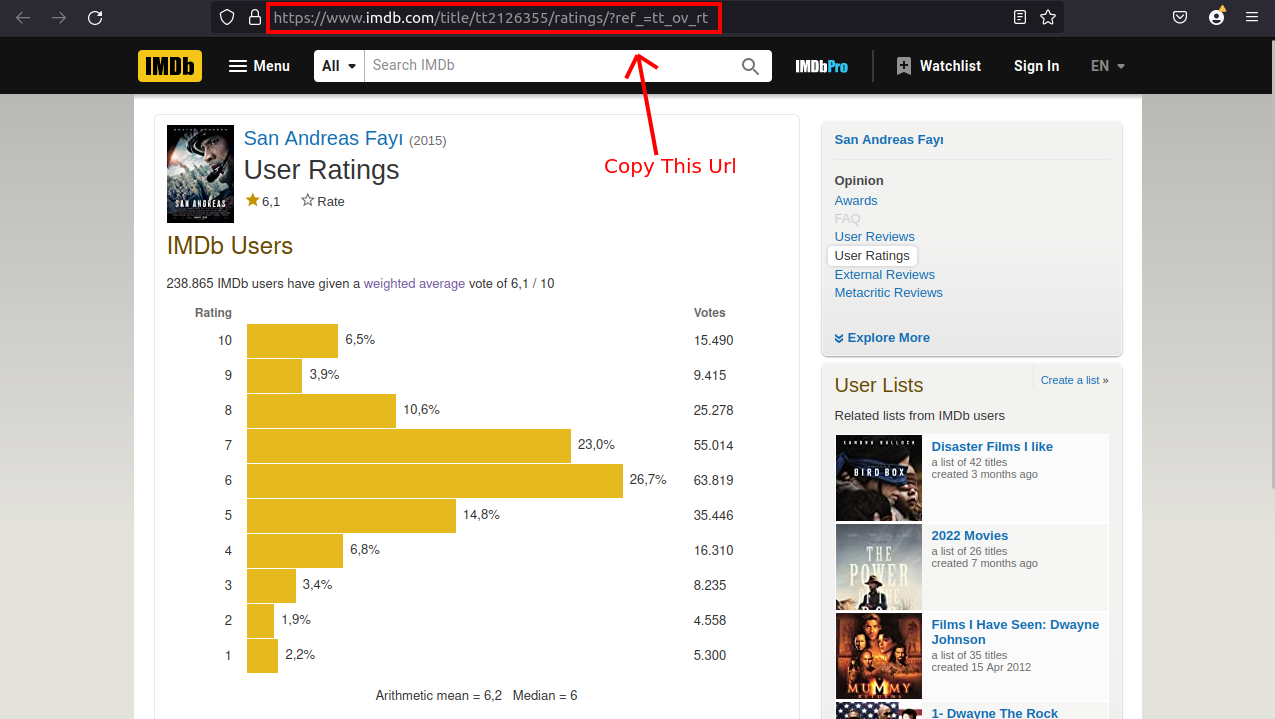 https://www.imdb.com/title/tt2126355/ratings/?ref_=tt_ov_rt
IMDb
Menu
All
Search IMDb
IMDbPro
Watchlist
Sign In
EN
Copy This Url
SAN ANDREAS
San Andreas Fayı (2015)
User Ratings
6,1 Rate
IMDb Users
238.865 IMDb users have given a weighted average vote of 6,1 / 10
Rating Votes
10 6,5% 15.490
9 3,9% 9.415
8 10,6% 25.278
7 23,0% 55.014
6 26,7% 63.819
5 14,8% 35.446
4 6,8% 16.310
3 3,4% 8.235
2 1,9% 4.558
1 2,2% 5.300
Arithmetic mean = 6,2 Median = 6
San Andreas Fayı
Opinion
Awards
FAQ
User Reviews
User Ratings
External Reviews
Metacritic Reviews
Explore More
User Lists
Create a list »
Related lists from IMDb users
SANDRA BULLOCK
BIRD BOX
Disaster Films I like
a list of 42 titles
created 3 months ago
THE
POWER
2022 Movies
a list of 26 titles
created 7 months ago
MUMMY
RETURNS
Films I Have Seen: Dwayne
Johnson
a list of 35 titles
created 15 Apr 2012
1- Dwayne The Rock